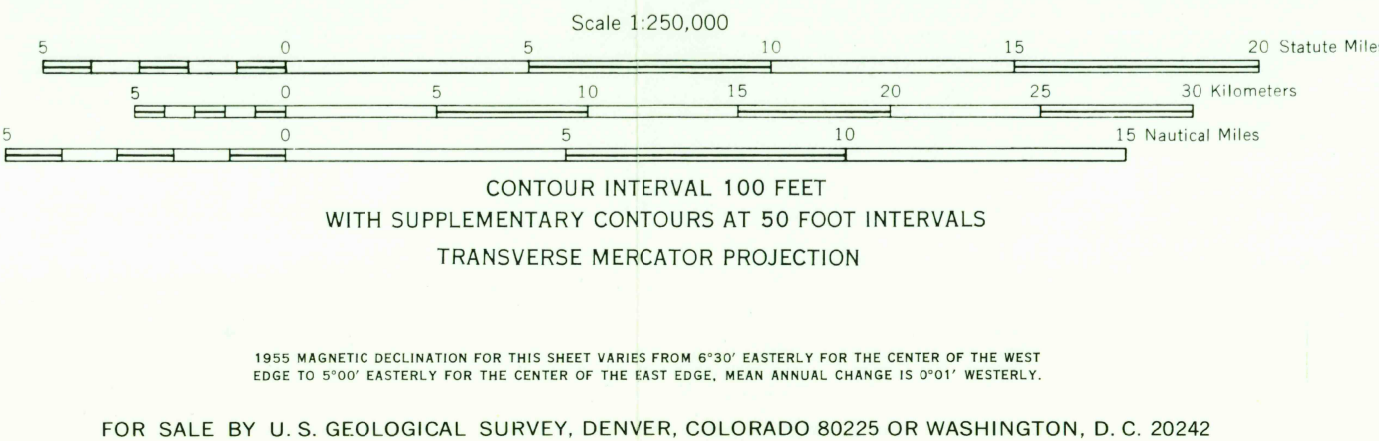 Scale 1:250,000
5 0 5 10 15 20 Statute Miles
5 0 5 10 15 20 25 30 Kilometers
5 0 5 10 15 Nautical Miles
CONTOUR INTERVAL 100 FEET
WITH SUPPLEMENTARY CONTOURS AT 50 FOOT INTERVALS
TRANSVERSE MERCATOR PROJECTION
1955 MAGNETIC DECLINATION FOR THIS SHEET VARIES FROM 6°30′ EASTERLY FOR THE CENTER OF THE WEST
EDGE TO 5°00′ EASTERLY FOR THE CENTER OF THE EAST EDGE, MEAN ANNUAL CHANGE IS 0°01′ WESTERLY.
FOR SALE BY U. S. GEOLOGICAL SURVEY, DENVER, COLORADO 80225 OR WASHINGTON, D. C. 20242